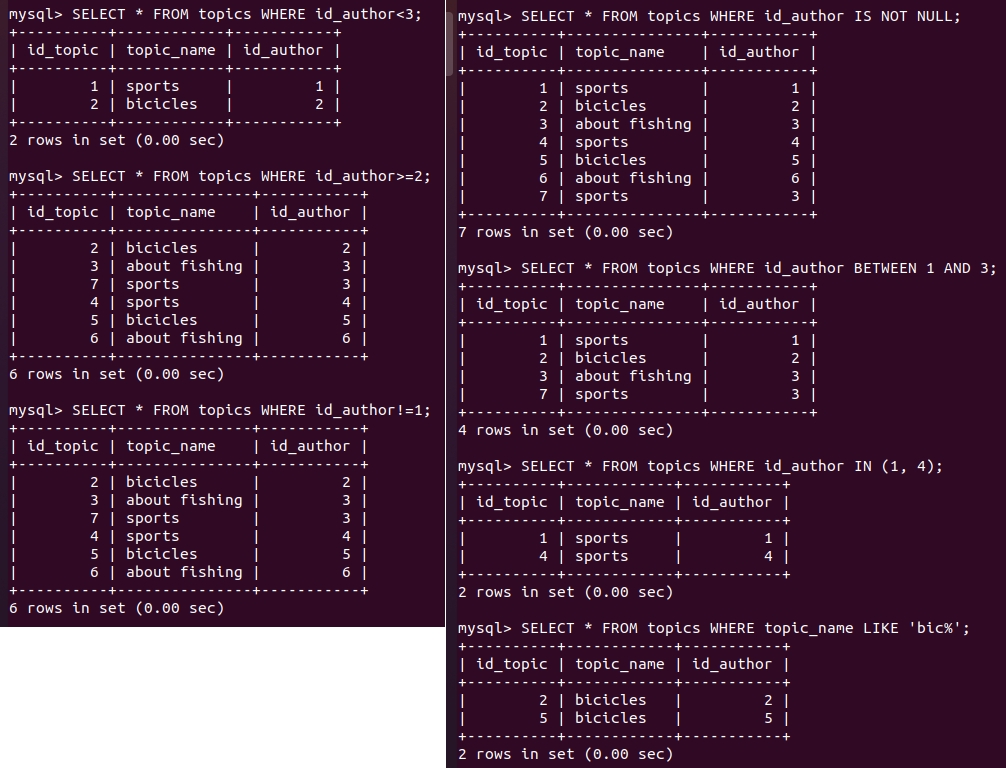 mysql> SELECT * FROM topics WHERE id_author<3;
+----------+------------+-----------+
| id_topic | topic_name | id_author |
+----------+------------+-----------+
|        1 | sports     |         1 |
|        2 | bicicles   |         2 |
+----------+------------+-----------+
2 rows in set (0.00 sec)

mysql> SELECT * FROM topics WHERE id_author>=2;
+----------+---------------+-----------+
| id_topic | topic_name    | id_author |
+----------+---------------+-----------+
|        2 | bicicles      |         2 |
|        3 | about fishing |         3 |
|        7 | sports        |         3 |
|        4 | sports        |         4 |
|        5 | bicicles      |         5 |
|        6 | about fishing |         6 |
+----------+---------------+-----------+
6 rows in set (0.00 sec)

mysql> SELECT * FROM topics WHERE id_author!=1;
+----------+---------------+-----------+
| id_topic | topic_name    | id_author |
+----------+---------------+-----------+
|        2 | bicicles      |         2 |
|        3 | about fishing |         3 |
|        7 | sports        |         3 |
|        4 | sports        |         4 |
|        5 | bicicles      |         5 |
|        6 | about fishing |         6 |
+----------+---------------+-----------+
6 rows in set (0.00 sec)

mysql> SELECT * FROM topics WHERE id_author IS NOT NULL;
+----------+---------------+-----------+
| id_topic | topic_name    | id_author |
+----------+---------------+-----------+
|        1 | sports        |         1 |
|        2 | bicicles      |         2 |
|        3 | about fishing |         3 |
|        4 | sports        |         4 |
|        5 | bicicles      |         5 |
|        6 | about fishing |         6 |
|        7 | sports        |         3 |
+----------+---------------+-----------+
7 rows in set (0.00 sec)

mysql> SELECT * FROM topics WHERE id_author BETWEEN 1 AND 3;
+----------+---------------+-----------+
| id_topic | topic_name    | id_author |
+----------+---------------+-----------+
|        1 | sports        |         1 |
|        2 | bicicles      |         2 |
|        3 | about fishing |         3 |
|        7 | sports        |         3 |
+----------+---------------+-----------+
4 rows in set (0.00 sec)

mysql> SELECT * FROM topics WHERE id_author IN (1, 4);
+----------+------------+-----------+
| id_topic | topic_name | id_author |
+----------+------------+-----------+
|        1 | sports     |         1 |
|        4 | sports     |         4 |
+----------+------------+-----------+
2 rows in set (0.00 sec)

mysql> SELECT * FROM topics WHERE topic_name LIKE 'bic%';
+----------+------------+-----------+
| id_topic | topic_name | id_author |
+----------+------------+-----------+
|        2 | bicicles   |         2 |
|        5 | bicicles   |         5 |
+----------+------------+-----------+
2 rows in set (0.00 sec)